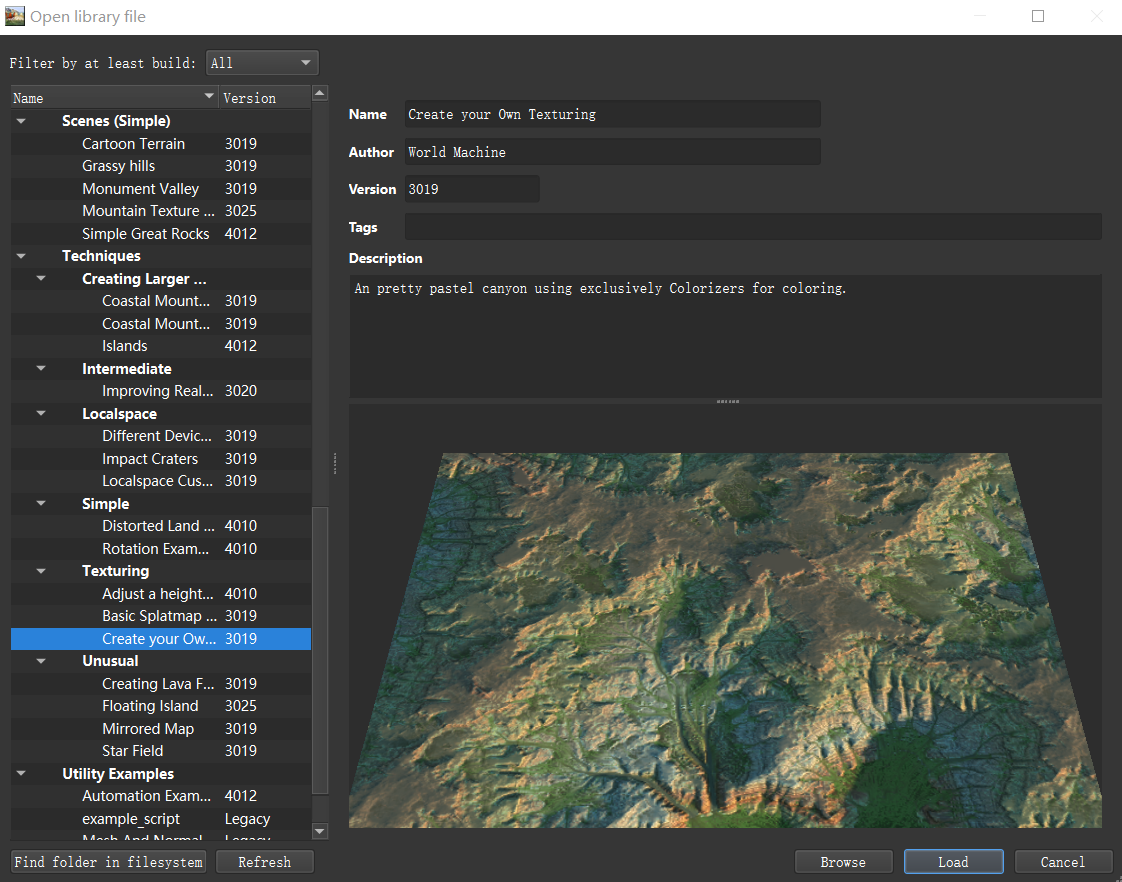 Open library file
Filter by at least build: All
Name Version
Scenes (Simple)
Cartoon Terrain 3019
Grassy hills 3019
Monument Valley 3019
Mountain Texture ... 3025
Simple Great Rocks 4012
Techniques
Creating Larger ...
Coastal Mount... 3019
Coastal Mount... 3019
Islands 4012
Intermediate
Improving Real... 3020
Localspace
Different Devic... 3019
Impact Craters 3019
Localspace Cus... 3019
Simple
Distorted Land ... 4010
Rotation Exam... 4010
Texturing
Adjust a height... 4010
Basic Splatmap ... 3019
Create your Ow... 3019
Unusual
Creating Lava F... 3019
Floating Island 3025
Mirrored Map 3019
Star Field 3019
Utility Examples
Automation Exam... 4012
example_script Legacy
Mesh And Normal Legacy
Find folder in filesystem Refresh
Name Create your Own Texturing
Author World Machine
Version 3019
Tags
Description
An pretty pastel canyon using exclusively Colorizers for coloring.
Browse Load Cancel